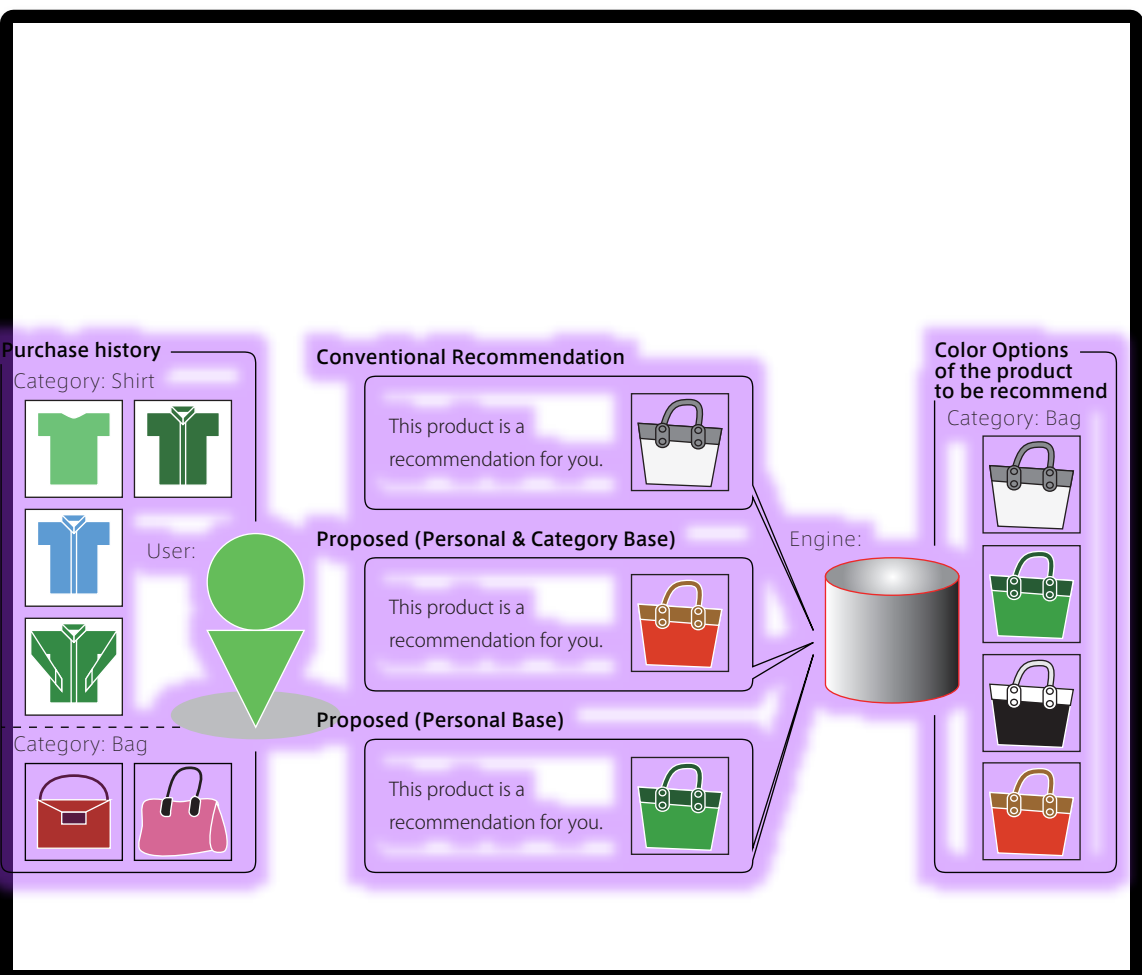 Purchase history
Category: Shirt
User:
Category: Bag
Conventional Recommendation
This product is a
recommendation for you.
Proposed (Personal & Category Base)
This product is a
recommendation for you.
Proposed (Personal Base)
This product is a
recommendation for you.
Engine:
Color Options
of the product
to be recommend
Category: Bag